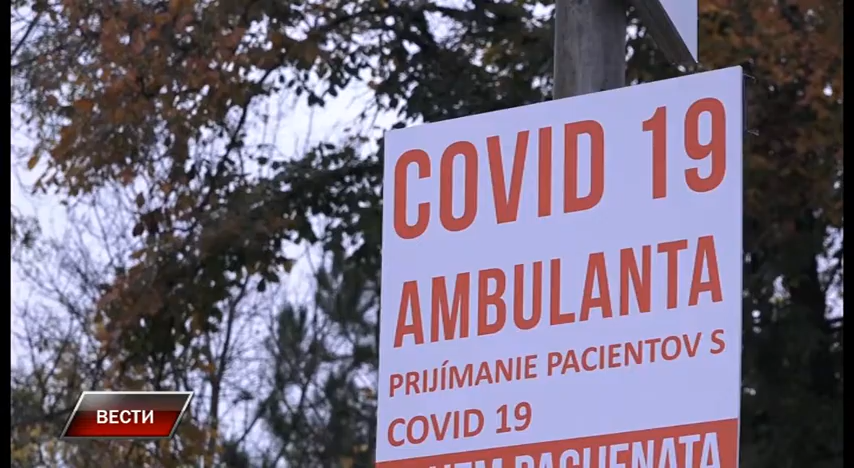 COVID 19
AMBULANTA
PRIJÍMANIE PACIENTOV S
COVID 19
ВЕСТИ